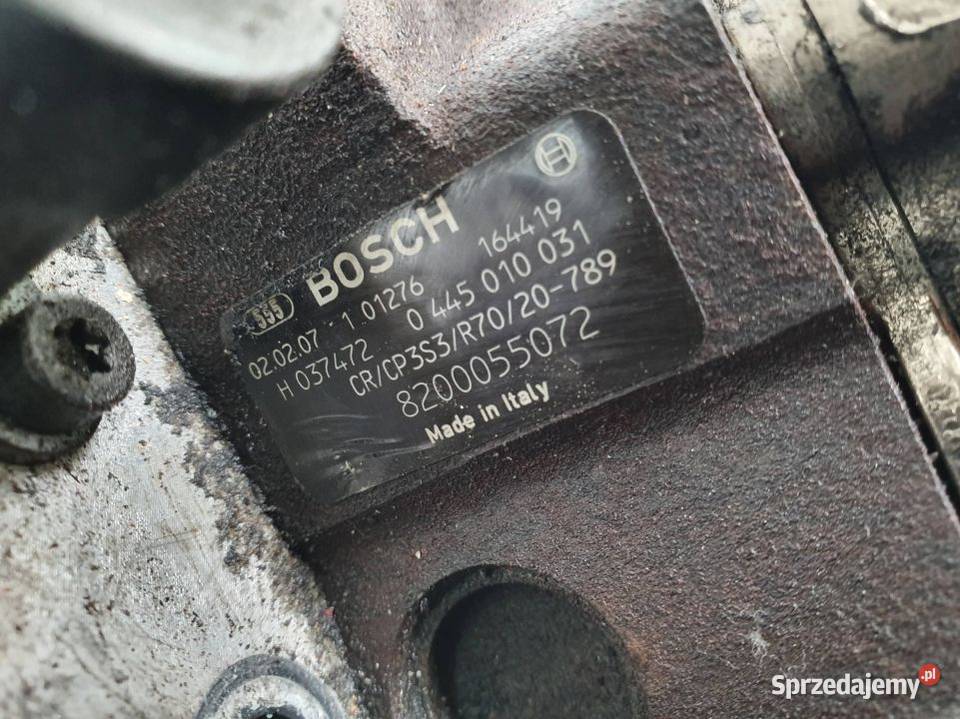 585 BOSCH
02.02.07 1 01276 164419
H 037472 0 445 010 031
CR/CP3S3/R70/20-789
8200055072
Made in Italy
Sprzedajemy.pl